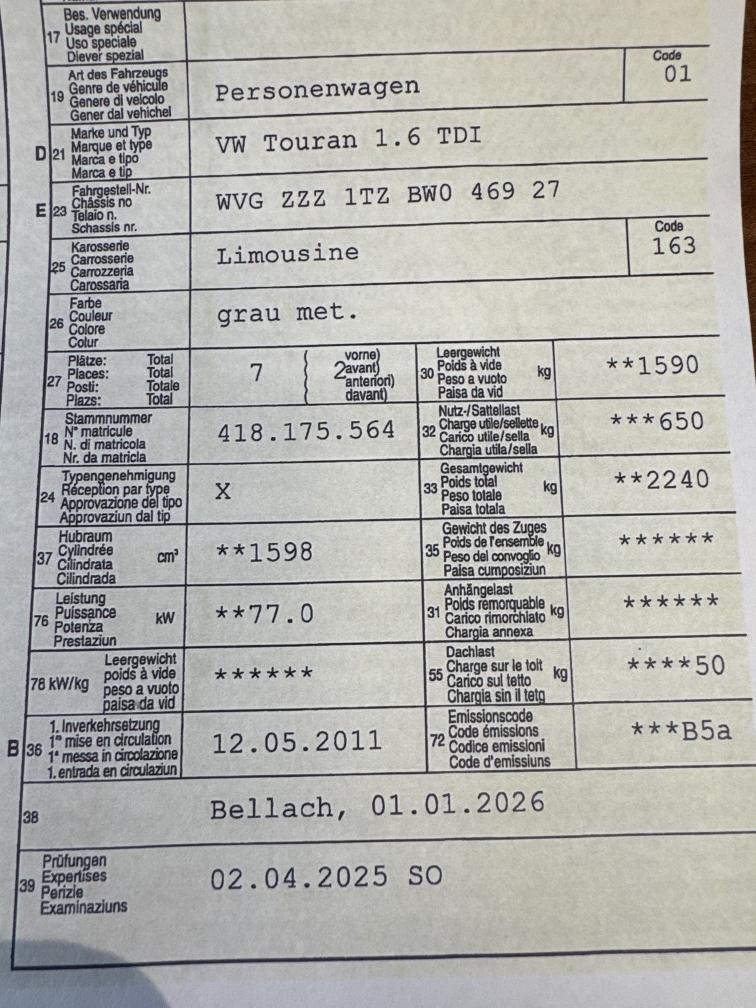 17 Bes. Verwendung
Usage spécial
Uso speciale
Diever spezial
19 Art des Fahrzeugs
Genre de véhicule
Genere di veicolo
Gener dal vehichel
Personenwagen
Code
01
D 21 Marke und Typ
Marque et type
Marca e tipo
Marca e tip
VW Touran 1.6 TDI
E 23 Fahrgestell-Nr.
Châssis no
Telaio n.
Schassis nr.
WVG ZZZ 1TZ BW0 469 27
25 Karosserie
Carrosserie
Carrozzeria
Carossaria
Limousine
Code
163
26 Farbe
Couleur
Colore
Colur
grau met.
27 Plätze: Total
Places: Total
Posti: Totale
Plazs: Total
7
2 vorne)
avant)
anteriori)
davant)
30 Leergewicht
Poids à vide
Peso a vuoto
Paisa da vid
kg
**1590
18 Stammnummer
N° matricule
N. di matricola
Nr. da matricla
418.175.564
32 Nutz-/Sattellast
Charge utile/sellette
Carico utile/sella
Chargia utila/sella
kg
***650
24 Typengenehmigung
Réception par type
Approvazione del tipo
Approvaziun dal tip
X
33 Gesamtgewicht
Poids total
Peso totale
Paisa totala
kg
**2240
37 Hubraum
Cylindrée
Cilindrata
Cilindrada
cm³
**1598
35 Gewicht des Zuges
Poids de l'ensemble
Peso del convoglio
Paisa cumposiziun
kg
******
76 Leistung
Puissance
Potenza
Prestaziun
kW
**77.0
31 Anhängelast
Poids remorquable
Carico rimorchiato
Chargia annexa
kg
******
78 kW/kg Leergewicht
poids à vide
peso a vuoto
paisa da vid
******
55 Dachlast
Charge sur le toit
Carico sul tetto
Chargia sin il tetg
kg
****50
B 36 1. Inverkehrsetzung
1re mise en circulation
1a messa in circolazione
1. entrada en circulaziun
12.05.2011
72 Emissionscode
Code émissions
Codice emissioni
Code d'emissiuns
***B5a
38
Bellach, 01.01.2026
39 Prüfungen
Expertises
Perizie
Examinaziuns
02.04.2025 SO